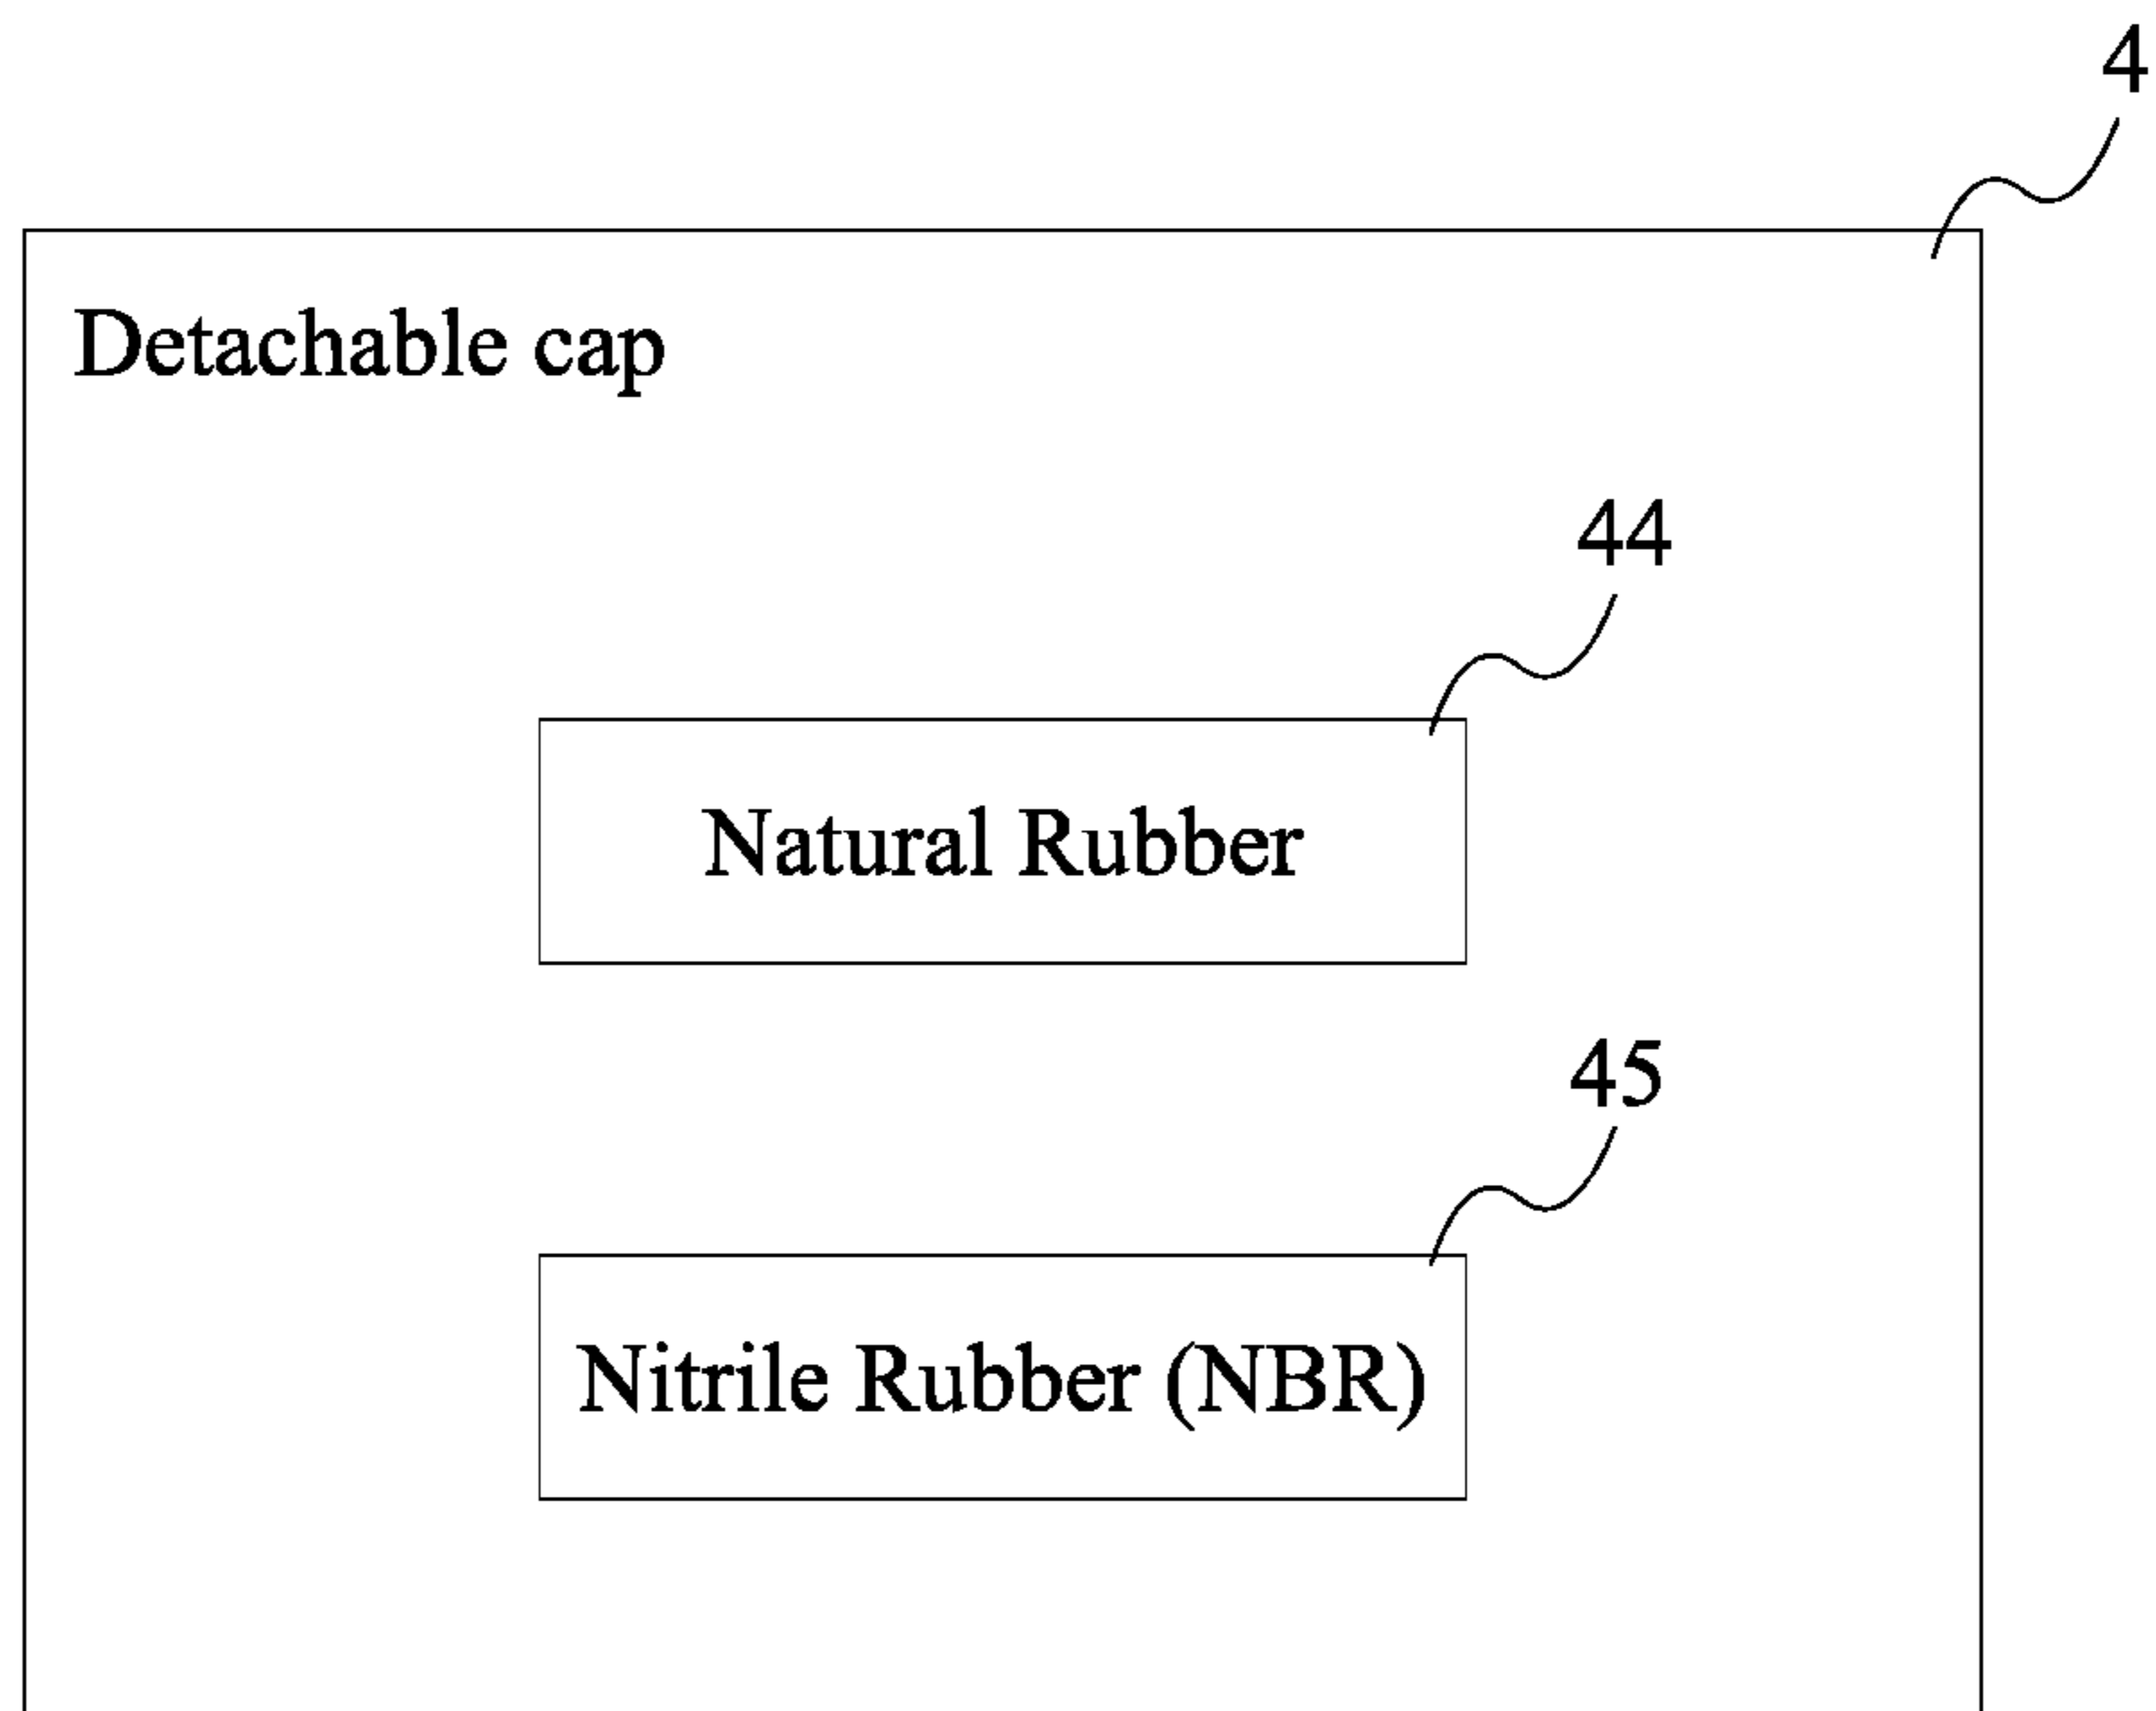 4
Detachable cap
44
Natural Rubber
45
Nitrile Rubber (NBR)